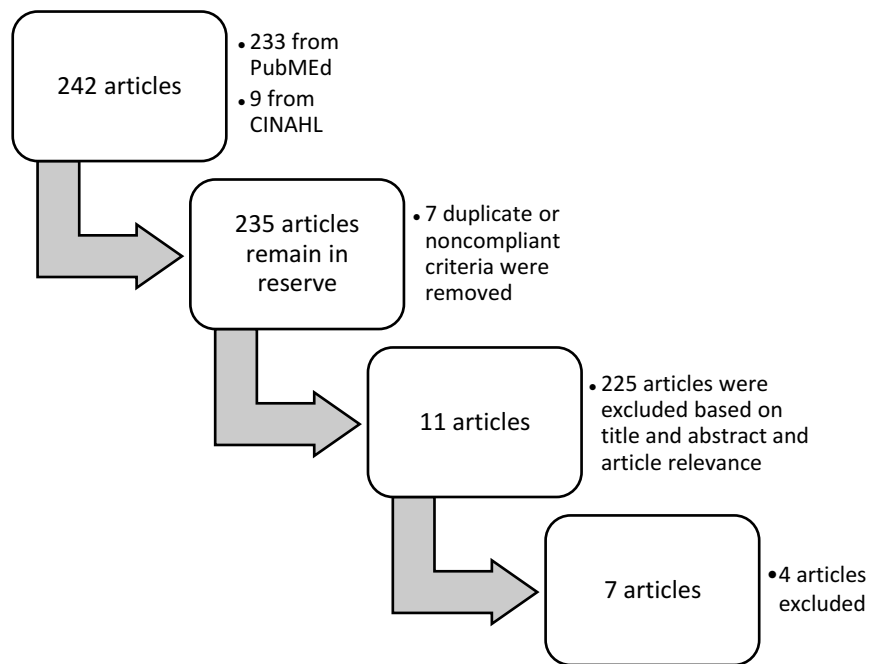 242 articles
• 233 from
PubMEd
• 9 from
CINAHL
235 articles
remain in
reserve
• 7 duplicate or
noncompliant
criteria were
removed
11 articles
• 225 articles were
excluded based on
title and abstract and
article relevance
7 articles
• 4 articles
excluded